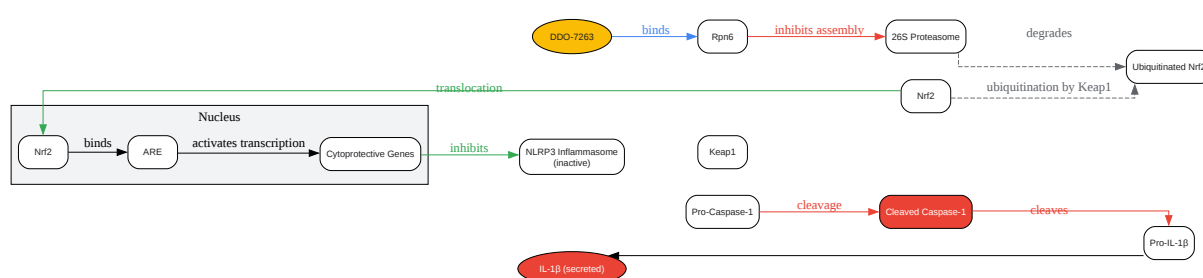 DDO-7263
binds
Rpn6
inhibits assembly
26S Proteasome
degrades
Ubiquitinated Nrf2
translocation
Nrf2
ubiquitination by Keap1
Nucleus
Nrf2
binds
ARE
activates transcription
Cytoprotective Genes
inhibits
NLRP3 Inflammasome
(inactive)
Keap1
Pro-Caspase-1
cleavage
Cleaved Caspase-1
cleaves
Pro-IL-1β
IL-1β (secreted)